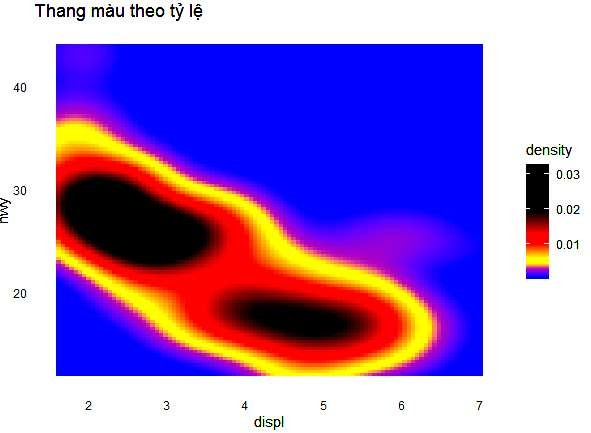 Thang màu theo tỷ lệ
40
30
20
hwy
2 3 4 5 6 7
displ
density
0.03
0.02
0.01